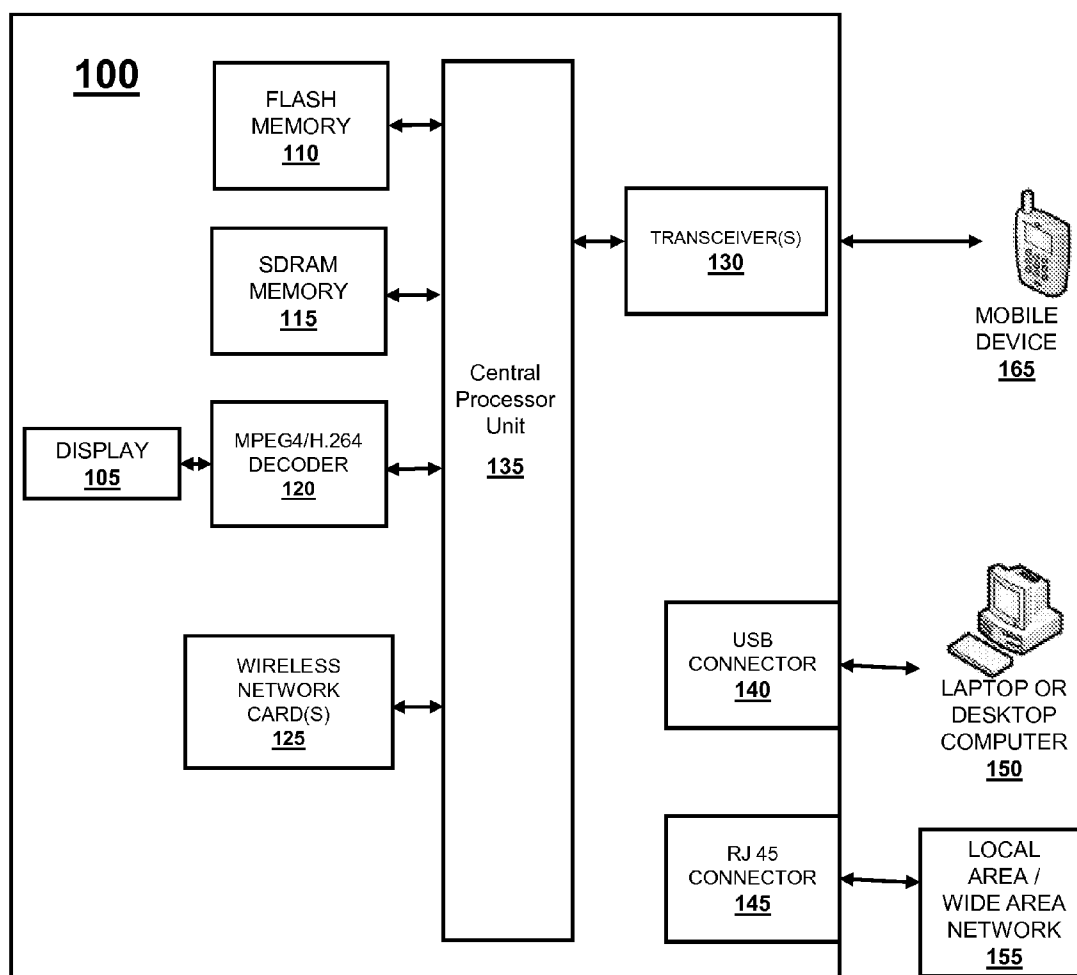 100
FLASH
MEMORY
110
SDRAM
MEMORY
115
DISPLAY
105
MPEG4/H.264
DECODER
120
WIRELESS
NETWORK
CARD(S)
125
Central
Processor
Unit
135
TRANSCEIVER(S)
130
MOBILE
DEVICE
165
USB
CONNECTOR
140
LAPTOP OR
DESKTOP
COMPUTER
150
RJ 45
CONNECTOR
145
LOCAL
AREA /
WIDE AREA
NETWORK
155